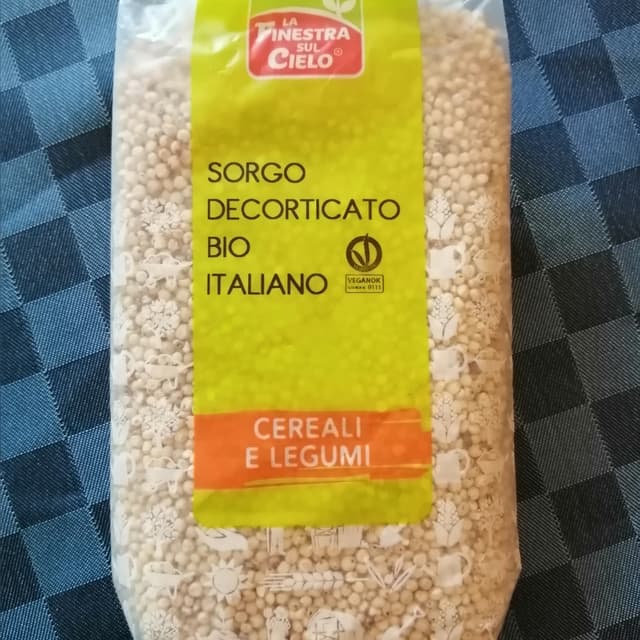 LA
FINESTRA
SUL
CIELO®
SORGO
DECORTICATO
BIO
ITALIANO
VEGANOK
CEREALI
E LEGUMI